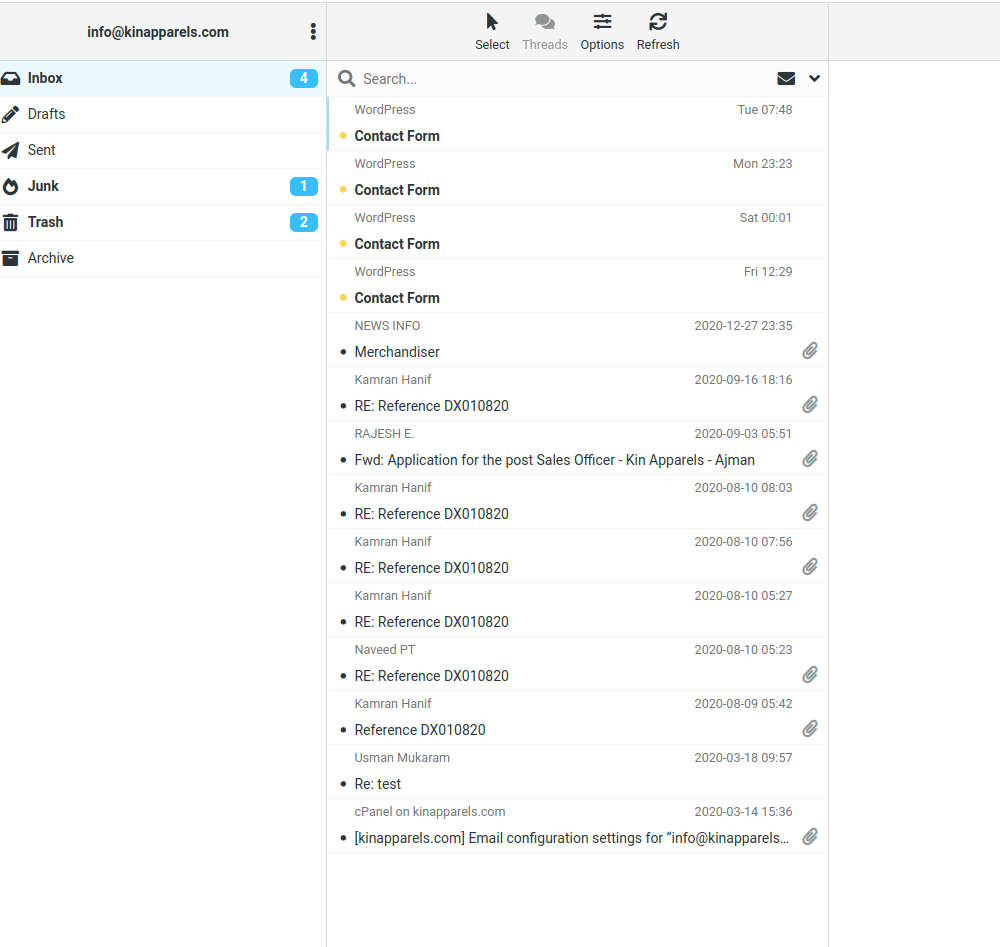 info@kinapparels.com
Select Threads Options Refresh
Inbox 4
Drafts
Sent
Junk 1
Trash 2
Archive
Search...
WordPress Tue 07:48
Contact Form
WordPress Mon 23:23
Contact Form
WordPress Sat 00:01
Contact Form
WordPress Fri 12:29
Contact Form
NEWS INFO 2020-12-27 23:35
Merchandiser
Kamran Hanif 2020-09-16 18:16
RE: Reference DX010820
RAJESH E. 2020-09-03 05:51
Fwd: Application for the post Sales Officer - Kin Apparels - Ajman
Kamran Hanif 2020-08-10 08:03
RE: Reference DX010820
Kamran Hanif 2020-08-10 07:56
RE: Reference DX010820
Kamran Hanif 2020-08-10 05:27
RE: Reference DX010820
Naveed PT 2020-08-10 05:23
RE: Reference DX010820
Kamran Hanif 2020-08-09 05:42
Reference DX010820
Usman Mukaram 2020-03-18 09:57
Re: test
cPanel on kinapparels.com 2020-03-14 15:36
[kinapparels.com] Email configuration settings for “info@kinapparels...